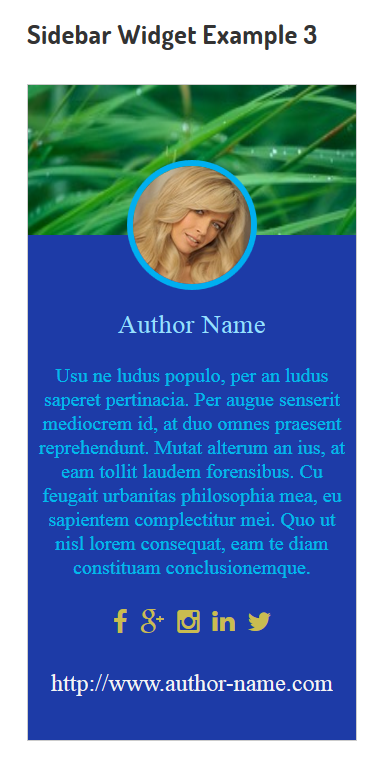 Sidebar Widget Example 3
Author Name
Usu ne ludus populo, per an ludus
saperet pertinacia. Per augue senserit
mediocrem id, at duo omnes praesent
reprehendunt. Mutat alterum an ius, at
eam tollit laudem forensibus. Cu
feugait urbanitas philosophia mea, eu
sapientem complectitur mei. Quo ut
nisl lorem consequat, eam te diam
constituam conclusionemque.
http://www.author-name.com